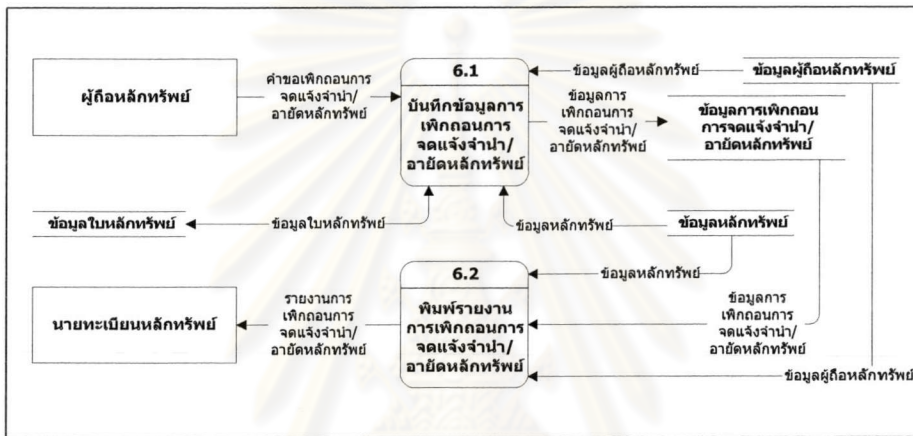 ผู้ถือหลักทรัพย์
คำขอเพิกถอนการ
จดแจ้งจำนำ/
อายัดหลักทรัพย์
6.1
บันทึกข้อมูลการ
เพิกถอนการ
จดแจ้งจำนำ/
อายัดหลักทรัพย์
ข้อมูลผู้ถือหลักทรัพย์
ข้อมูลผู้ถือหลักทรัพย์
ข้อมูลการ
เพิกถอนการ
จดแจ้งจำนำ/
อายัดหลักทรัพย์
ข้อมูลการเพิกถอน
การจดแจ้งจำนำ/
อายัดหลักทรัพย์
ข้อมูลใบหลักทรัพย์
ข้อมูลใบหลักทรัพย์
ข้อมูลหลักทรัพย์
ข้อมูลหลักทรัพย์
นายทะเบียนหลักทรัพย์
รายงานการ
เพิกถอนการ
จดแจ้งจำนำ/
อายัดหลักทรัพย์
6.2
พิมพ์รายงาน
การเพิกถอนการ
จดแจ้งจำนำ/
อายัดหลักทรัพย์
ข้อมูลหลักทรัพย์
ข้อมูลการ
เพิกถอนการ
จดแจ้งจำนำ/
อายัดหลักทรัพย์
ข้อมูลผู้ถือหลักทรัพย์